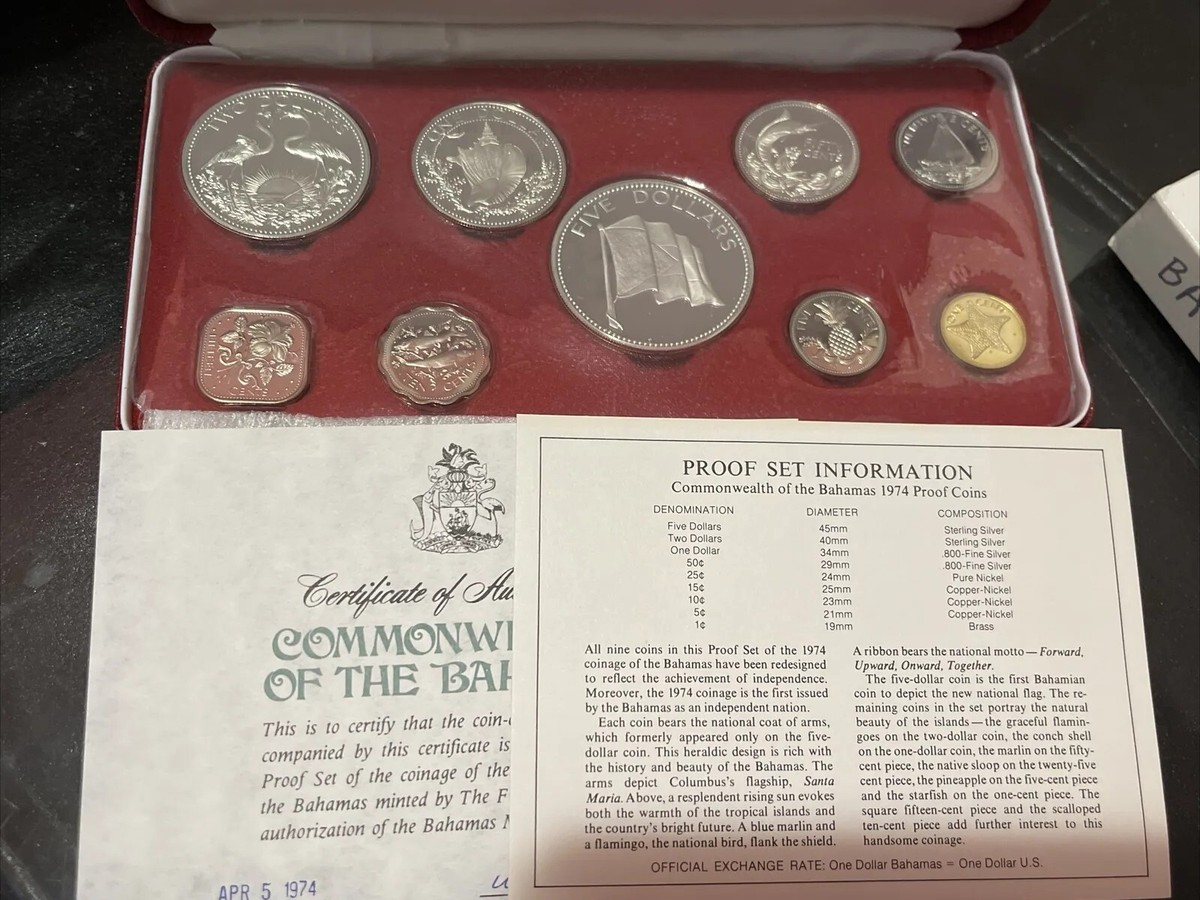 TWO DOLLARS
FIVE DOLLARS
FIFTY
CENTS
FIFTEEN
CENTS
TEN CENTS
FIVE CENTS
ONE CENT
BA
Certificate of Au
COMMONWE
OF THE BAH
This is to certify that the coin-
companied by this certificate is
Proof Set of the coinage of the
the Bahamas minted by The F
authorization of the Bahamas M
APR 5 1974
PROOF SET INFORMATION
Commonwealth of the Bahamas 1974 Proof Coins
DENOMINATION DIAMETER COMPOSITION
Five Dollars 45mm Sterling Silver
Two Dollars 40mm Sterling Silver
One Dollar 34mm .800-Fine Silver
50¢ 29mm .800-Fine Silver
25¢ 24mm Pure Nickel
15¢ 25mm Copper-Nickel
10¢ 23mm Copper-Nickel
5¢ 21mm Copper-Nickel
1¢ 19mm Brass
All nine coins in this Proof Set of the 1974
coinage of the Bahamas have been redesigned
to reflect the achievement of independence.
Moreover, the 1974 coinage is the first issued
by the Bahamas as an independent nation.
Each coin bears the national coat of arms,
which formerly appeared only on the five-
dollar coin. This heraldic design is rich with
the history and beauty of the Bahamas. The
arms depict Columbus's flagship, Santa
Maria. Above, a resplendent rising sun evokes
both the warmth of the tropical islands and
the country's bright future. A blue marlin and
a flamingo, the national bird, flank the shield.
A ribbon bears the national motto — Forward,
Upward, Onward, Together.
The five-dollar coin is the first Bahamian
coin to depict the new national flag. The re-
maining coins in the set portray the natural
beauty of the islands — the graceful flamin-
goes on the two-dollar coin, the conch shell
on the one-dollar coin, the marlin on the fifty-
cent piece, the native sloop on the twenty-five
cent piece, the pineapple on the five-cent piece
and the starfish on the one-cent piece. The
square fifteen-cent piece and the scalloped
ten-cent piece add further interest to this
handsome coinage.
OFFICIAL EXCHANGE RATE: One Dollar Bahamas = One Dollar U.S.